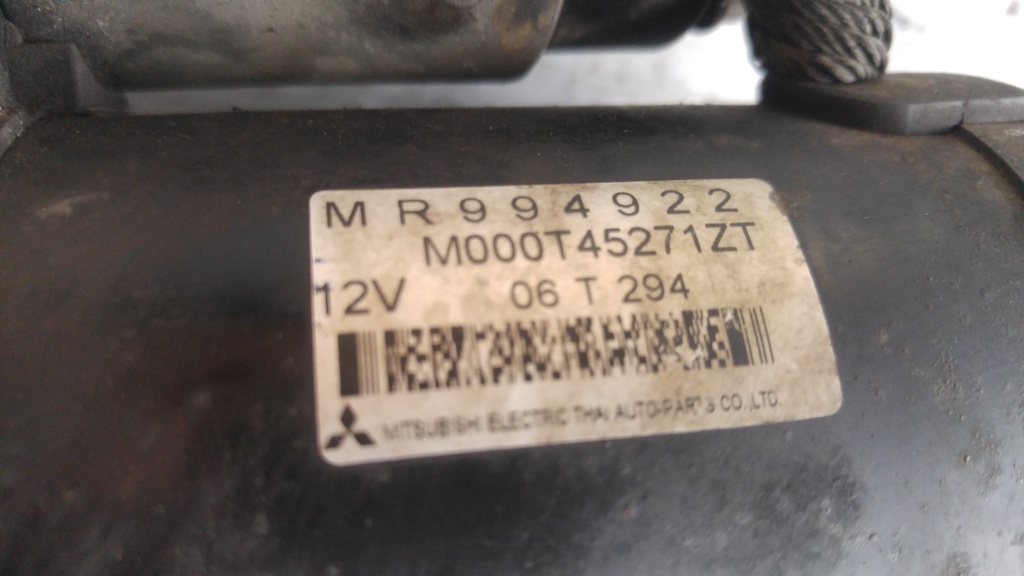 MR994922
M000T45271ZT
12V 06 T 294
MITSUBISHI ELECTRIC THAI AUTO-PARTS CO.,LTD.